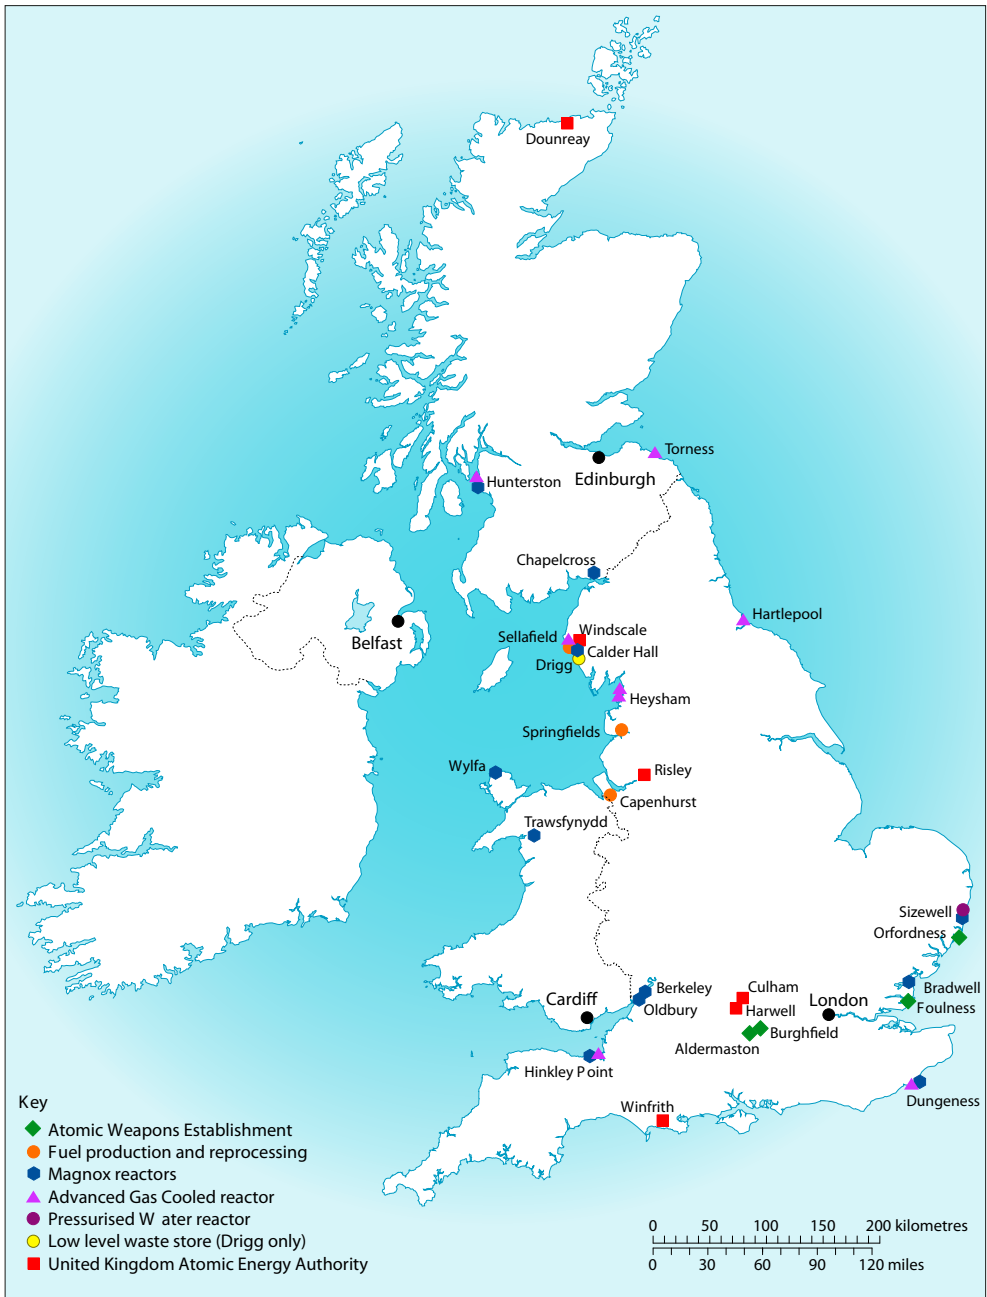 Dounreay
Torness
Edinburgh
Hunterston
Chapelcross
Hartlepool
Windscale
Sellafield
Calder Hall
Belfast
Drigg
Heysham
Springfields
Wylfa
Risley
Capenhurst
Trawsfynydd
Sizewell
Orfordness
Berkeley
Culham
Bradwell
Cardiff
London
Oldbury
Harwell
Foulness
Burghfield
Aldermaston
Hinkley Point
Dungeness
Winfrith
Key
Atomic Weapons Establishment
Fuel production and reprocessing
Magnox reactors
Advanced Gas Cooled reactor
Pressurised W ater reactor
Low level waste store (Drigg only)
United Kingdom Atomic Energy Authority
0 50 100 150 200 kilometres
0 30 60 90 120 miles